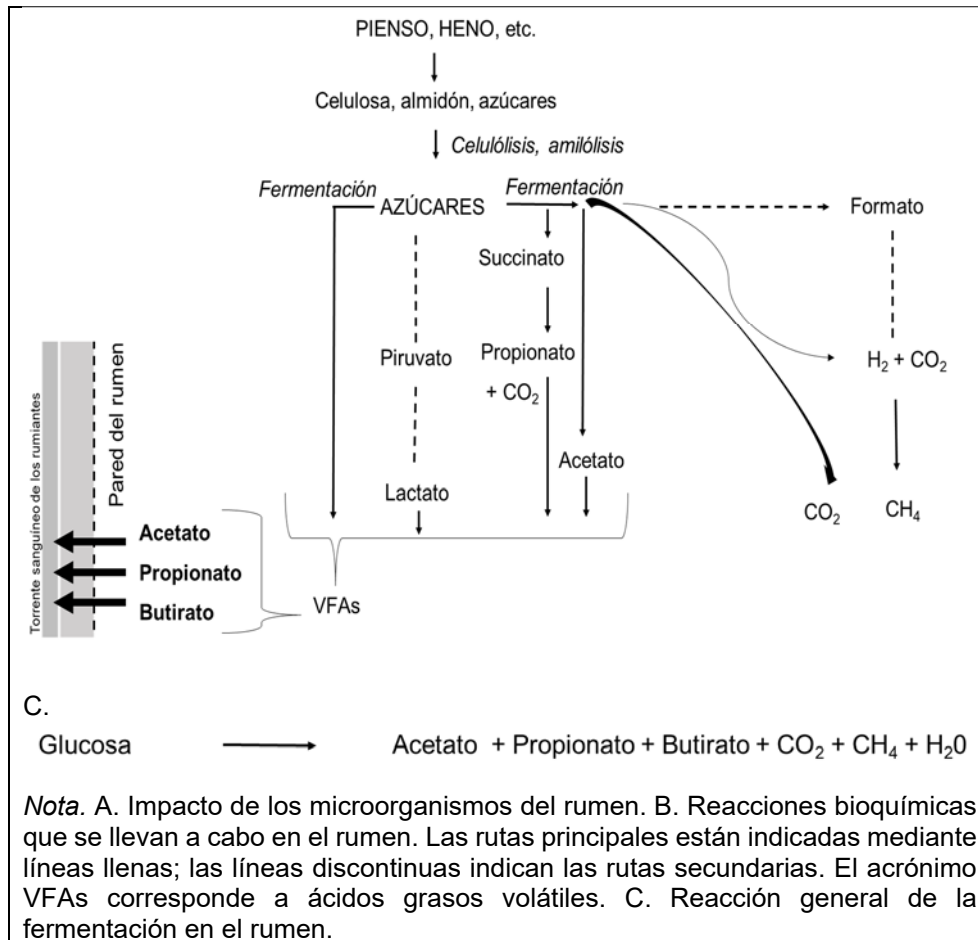 PIENSO, HENO, etc.
Celulosa, almidón, azúcares
Celulólisis, amilólisis
Fermentación
AZÚCARES
Fermentación
Formato
Succinato
Piruvato
Propionato
+ CO₂
H₂ + CO₂
Acetato
Lactato
CO₂
CH₄
Torrente sanguíneo de los rumiantes
Pared del rumen
Acetato
Propionato
Butirato
VFAs
C.
Glucosa Acetato + Propionato + Butirato + CO₂ + CH₄ + H₂0
Nota. A. Impacto de los microorganismos del rumen. B. Reacciones bioquímicas
que se llevan a cabo en el rumen. Las rutas principales están indicadas mediante
líneas llenas; las líneas discontinuas indican las rutas secundarias. El acrónimo
VFAs corresponde a ácidos grasos volátiles. C. Reacción general de la
fermentación en el rumen.